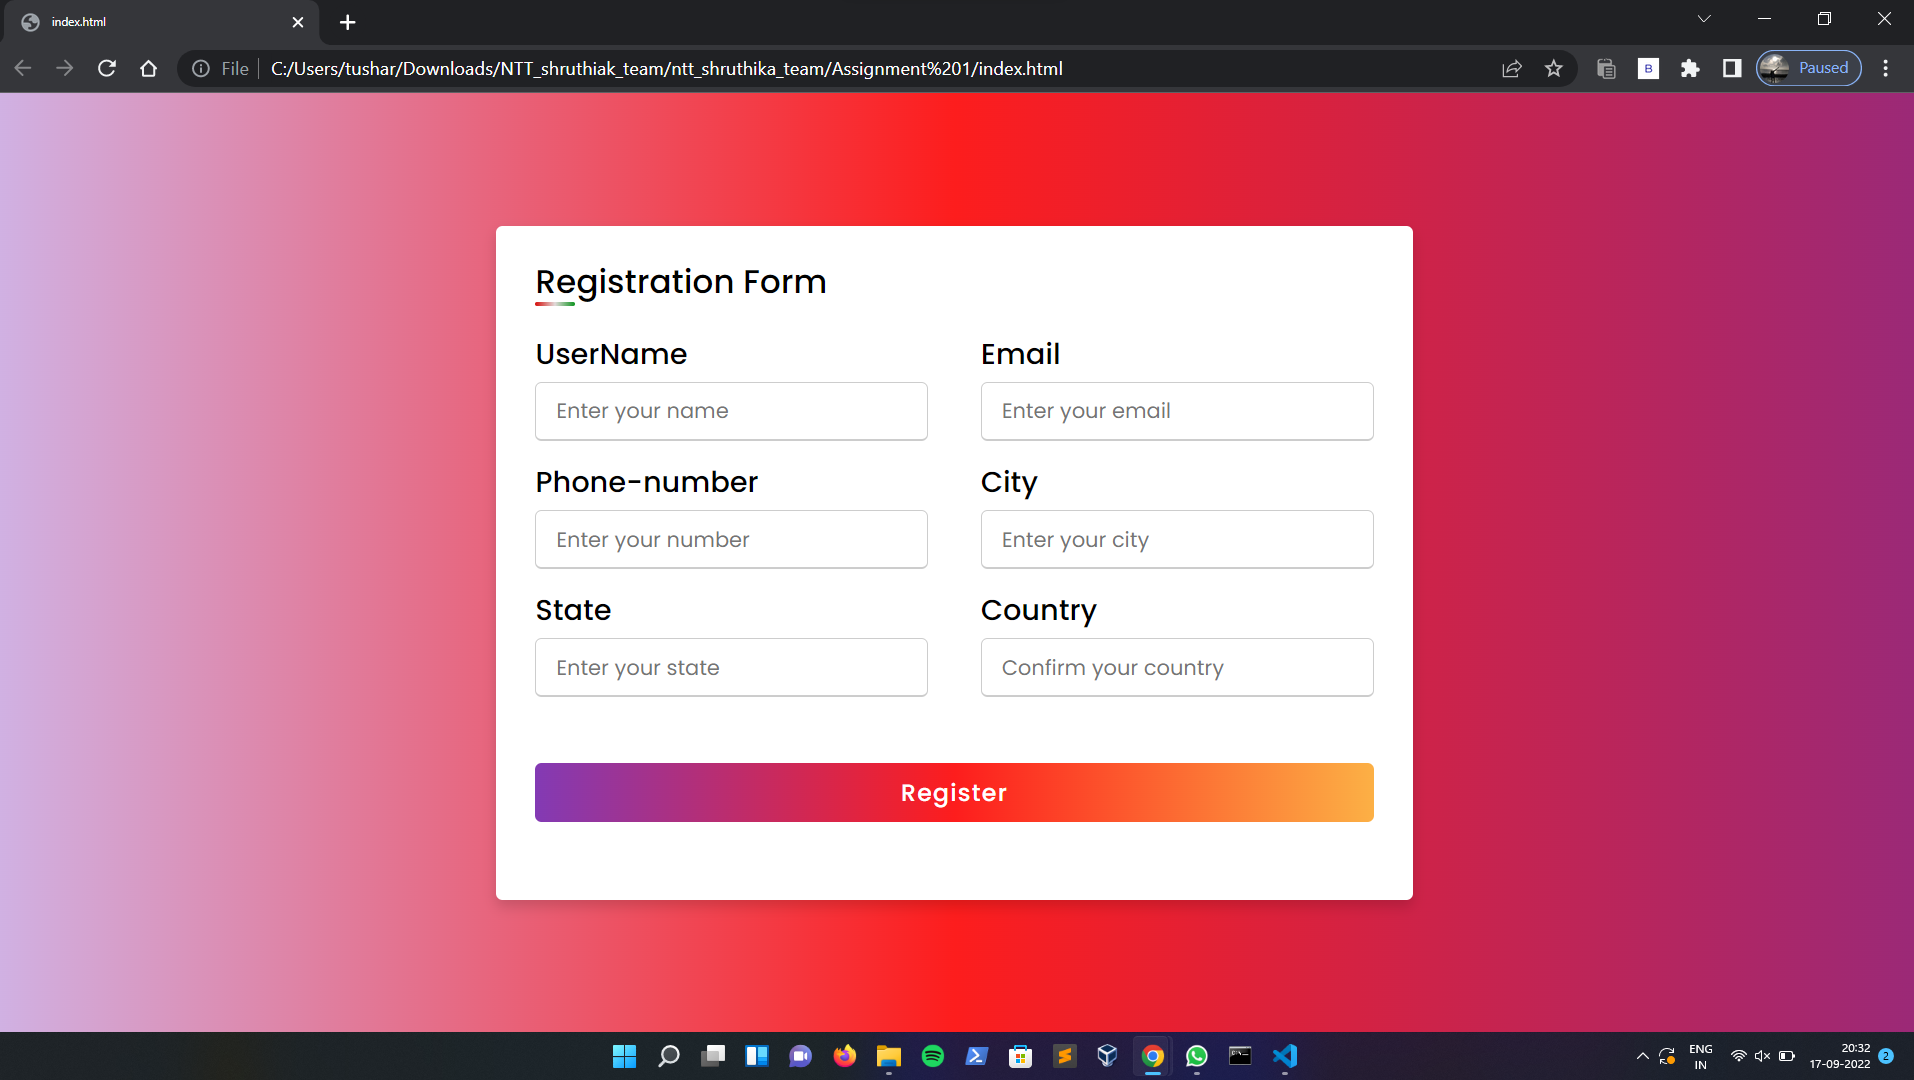 index.html
File C:/Users/tushar/Downloads/NTT_shruthiak_team/ntt_shruthika_team/Assignment%201/index.html
B
Paused
Registration Form
UserName Email
Enter your name Enter your email
Phone-number City
Enter your number Enter your city
State Country
Enter your state Confirm your country
Register
ENG
IN
20:32
17-09-2022
2